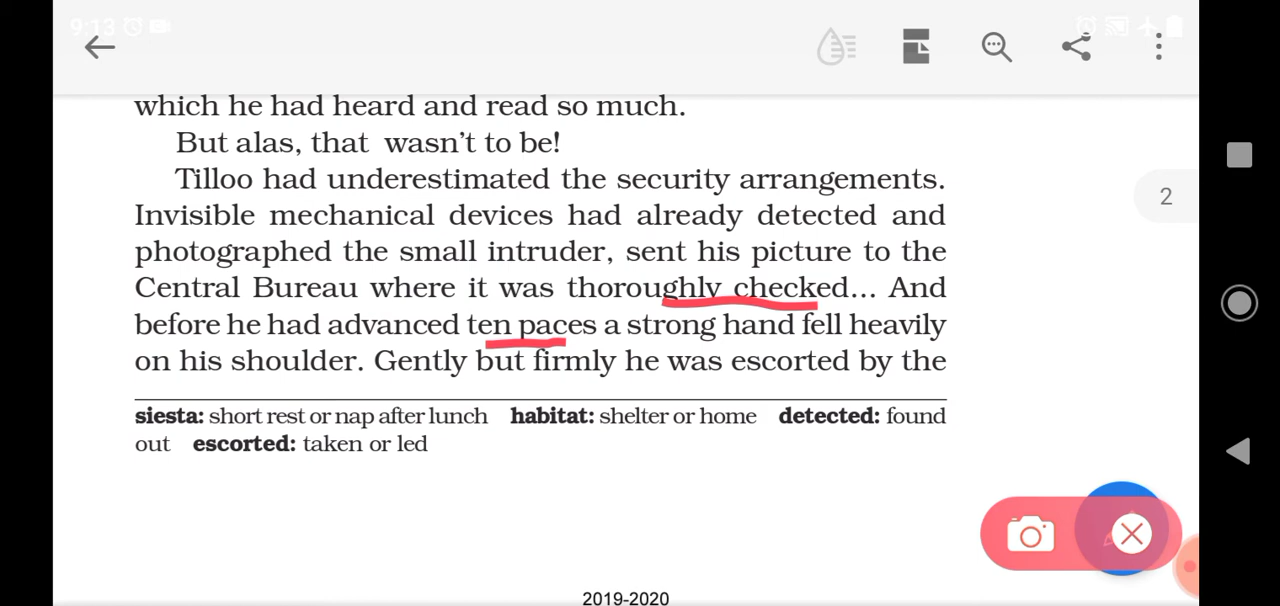 9:13
which he had heard and read so much.
But alas, that wasn't to be!
Tilloo had underestimated the security arrangements.
2
Invisible mechanical devices had already detected and
photographed the small intruder, sent his picture to the
Central Bureau where it was thoroughly checked... And
before he had advanced ten paces a strong hand fell heavily
on his shoulder. Gently but firmly he was escorted by the
siesta: short rest or nap after lunch habitat: shelter or home detected: found
out escorted: taken or led
2019-2020